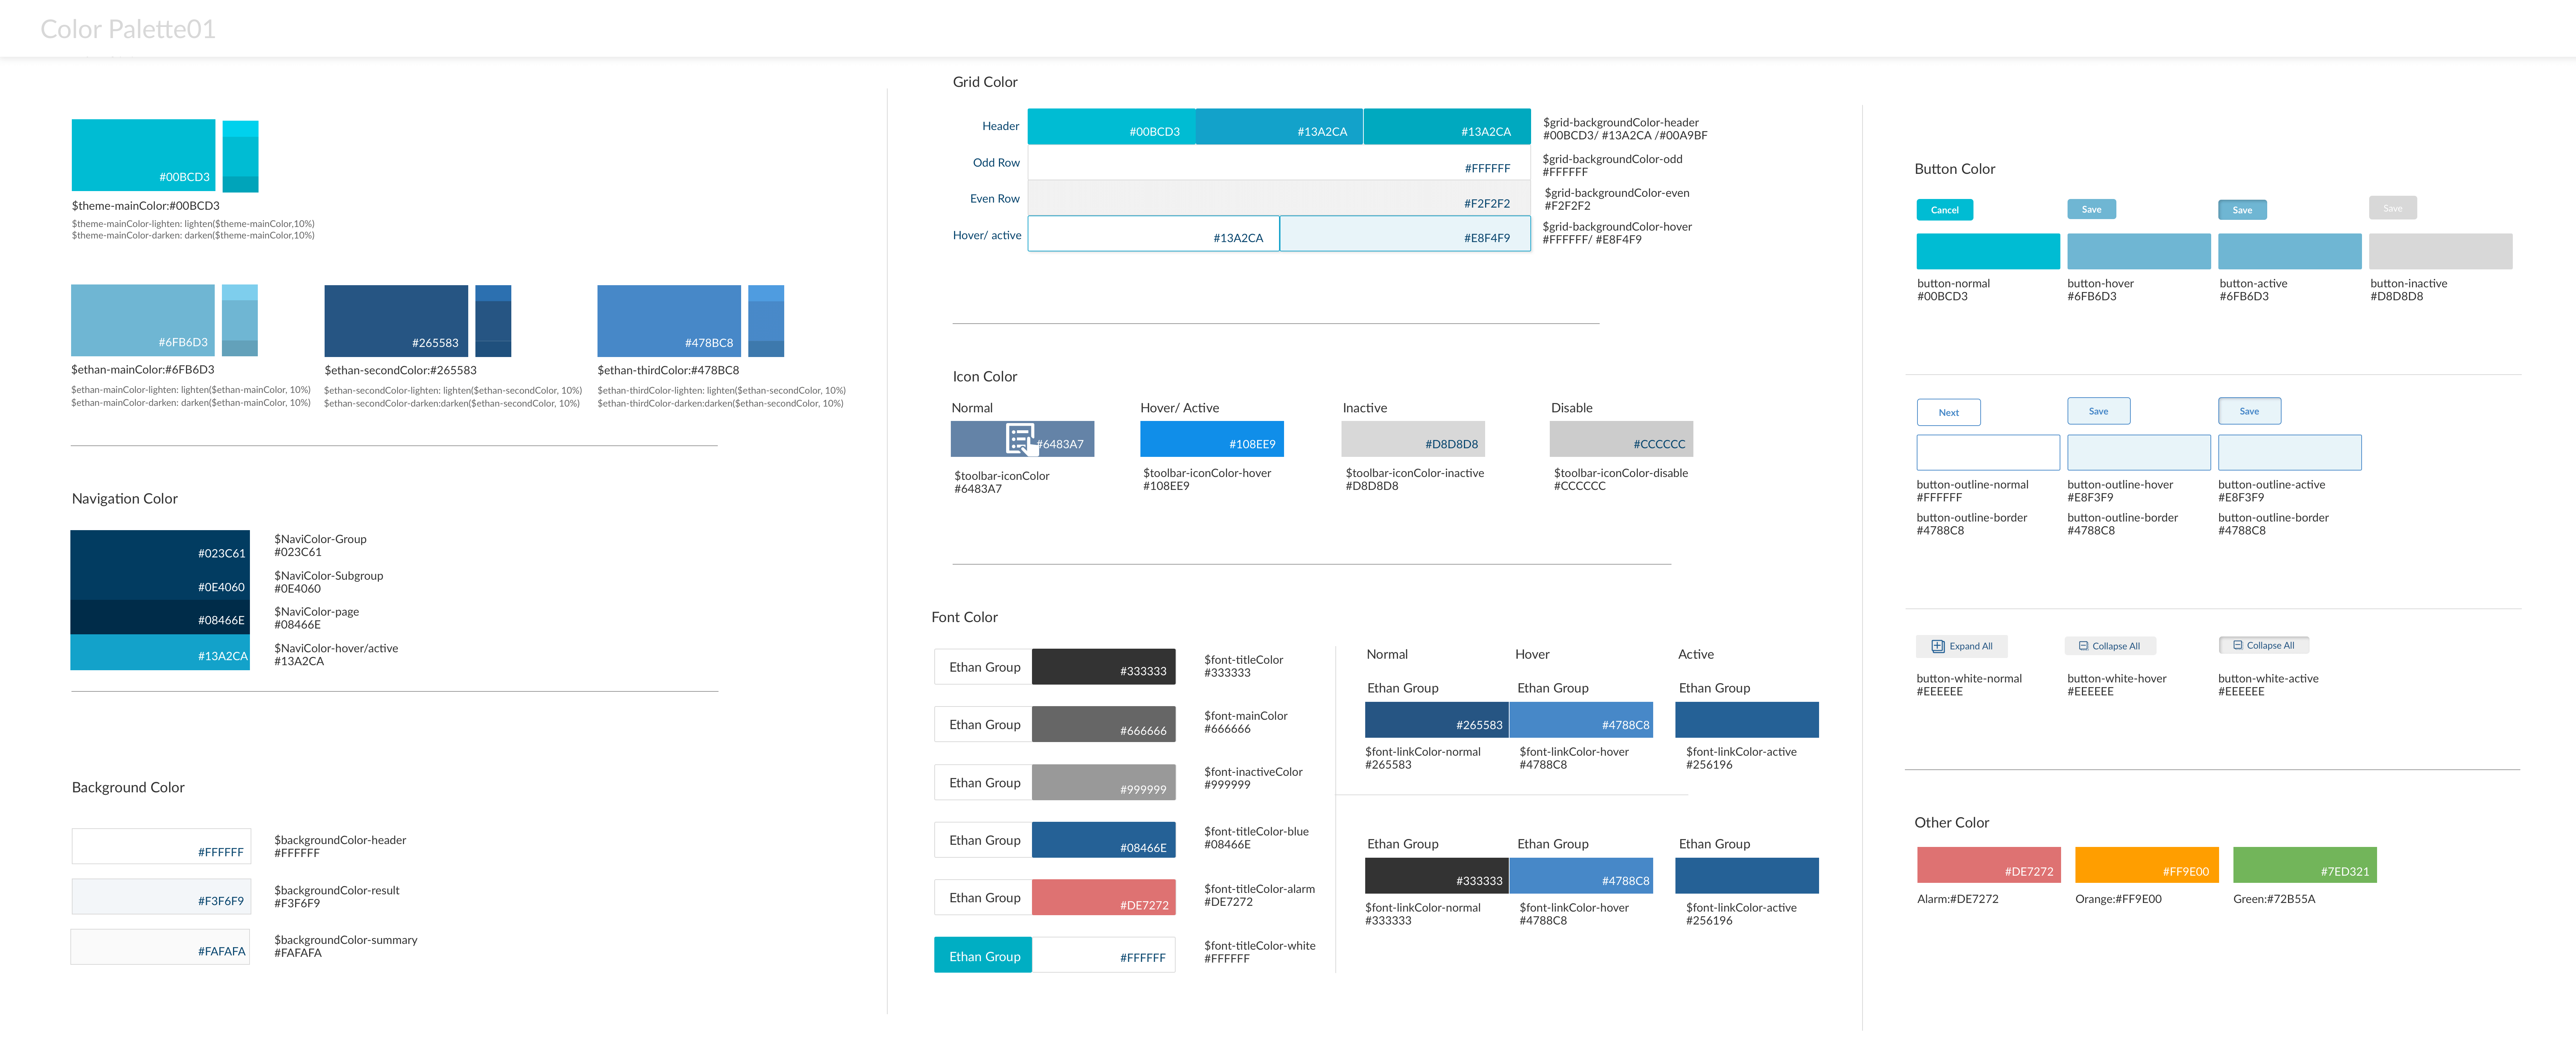 Color Palette01
#00BCD3
$theme-mainColor:#00BCD3
$theme-mainColor-lighten: lighten($theme-mainColor,10%)
$theme-mainColor-darken: darken($theme-mainColor,10%)
#6FB6D3
$ethan-mainColor:#6FB6D3
$ethan-mainColor-lighten: lighten($ethan-mainColor, 10%)
$ethan-mainColor-darken: darken($ethan-mainColor, 10%)
#265583
$ethan-secondColor:#265583
$ethan-secondColor-lighten: lighten($ethan-secondColor, 10%)
$ethan-secondColor-darken:darken($ethan-secondColor, 10%)
#478BC8
$ethan-thirdColor:#478BC8
$ethan-thirdColor-lighten: lighten($ethan-secondColor, 10%)
$ethan-thirdColor-darken:darken($ethan-secondColor, 10%)
Navigation Color
#023C61
$NaviColor-Group
#023C61
#0E4060
$NaviColor-Subgroup
#0E4060
#08466E
$NaviColor-page
#08466E
#13A2CA
$NaviColor-hover/active
#13A2CA
Background Color
#FFFFFF
$backgroundColor-header
#FFFFFF
#F3F6F9
$backgroundColor-result
#F3F6F9
#FAFAFA
$backgroundColor-summary
#FAFAFA
Grid Color
Header
#00BCD3
#13A2CA
#13A2CA
$grid-backgroundColor-header
#00BCD3/ #13A2CA /#00A9BF
Odd Row
#FFFFFF
$grid-backgroundColor-odd
#FFFFFF
Even Row
#F2F2F2
$grid-backgroundColor-even
#F2F2F2
Hover/ active
#13A2CA
#E8F4F9
$grid-backgroundColor-hover
#FFFFFF/ #E8F4F9
Icon Color
Normal
#6483A7
$toolbar-iconColor
#6483A7
Hover/ Active
#108EE9
$toolbar-iconColor-hover
#108EE9
Inactive
#D8D8D8
$toolbar-iconColor-inactive
#D8D8D8
Disable
#CCCCCC
$toolbar-iconColor-disable
#CCCCCC
Font Color
Ethan Group
#333333
$font-titleColor
#333333
Ethan Group
#666666
$font-mainColor
#666666
Ethan Group
#999999
$font-inactiveColor
#999999
Ethan Group
#08466E
$font-titleColor-blue
#08466E
Ethan Group
#DE7272
$font-titleColor-alarm
#DE7272
Ethan Group
#FFFFFF
$font-titleColor-white
#FFFFFF
Normal
Hover
Active
Ethan Group
Ethan Group
Ethan Group
#265583
#4788C8
$font-linkColor-normal
#265583
$font-linkColor-hover
#4788C8
$font-linkColor-active
#256196
Ethan Group
Ethan Group
Ethan Group
#333333
#4788C8
$font-linkColor-normal
#333333
$font-linkColor-hover
#4788C8
$font-linkColor-active
#256196
Button Color
Cancel
Save
Save
Save
button-normal
#00BCD3
button-hover
#6FB6D3
button-active
#6FB6D3
button-inactive
#D8D8D8
Next
Save
Save
button-outline-normal
#FFFFFF
button-outline-border
#4788C8
button-outline-hover
#E8F3F9
button-outline-border
#4788C8
button-outline-active
#E8F3F9
button-outline-border
#4788C8
Expand All
Collapse All
Collapse All
button-white-normal
#EEEEEE
button-white-hover
#EEEEEE
button-white-active
#EEEEEE
Other Color
#DE7272
#FF9E00
#7ED321
Alarm:#DE7272
Orange:#FF9E00
Green:#72B55A